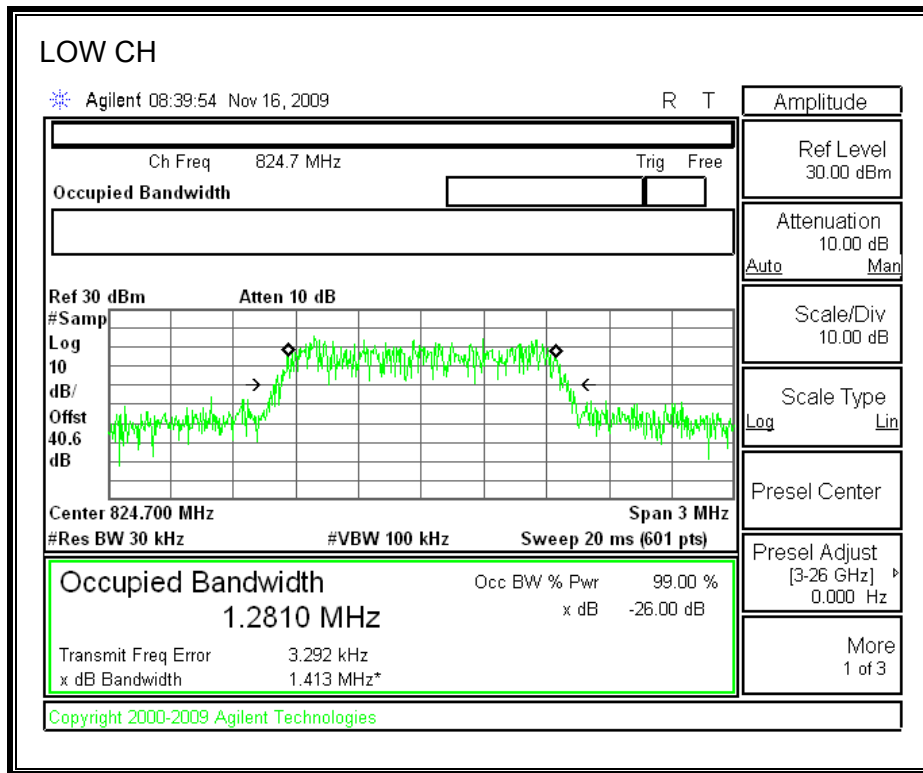 LOW CH
Agilent 08:39:54 Nov 16, 2009 R T
Ch Freq 824.7 MHz Trig Free
Occupied Bandwidth
Ref 30 dBm Atten 10 dB
#Samp
Log
10
dB/
Offst
40.6
dB
Center 824.700 MHz Span 3 MHz
#Res BW 30 kHz #VBW 100 kHz Sweep 20 ms (601 pts)
Occupied Bandwidth
1.2810 MHz
Occ BW % Pwr 99.00 %
x dB -26.00 dB
Transmit Freq Error 3.292 kHz
x dB Bandwidth 1.413 MHz*
Copyright 2000-2009 Agilent Technologies
Amplitude
Ref Level
30.00 dBm
Attenuation
10.00 dB
Auto Man
Scale/Div
10.00 dB
Scale Type
Log Lin
Presel Center
Presel Adjust
[3-26 GHz]
0.000 Hz
More
1 of 3